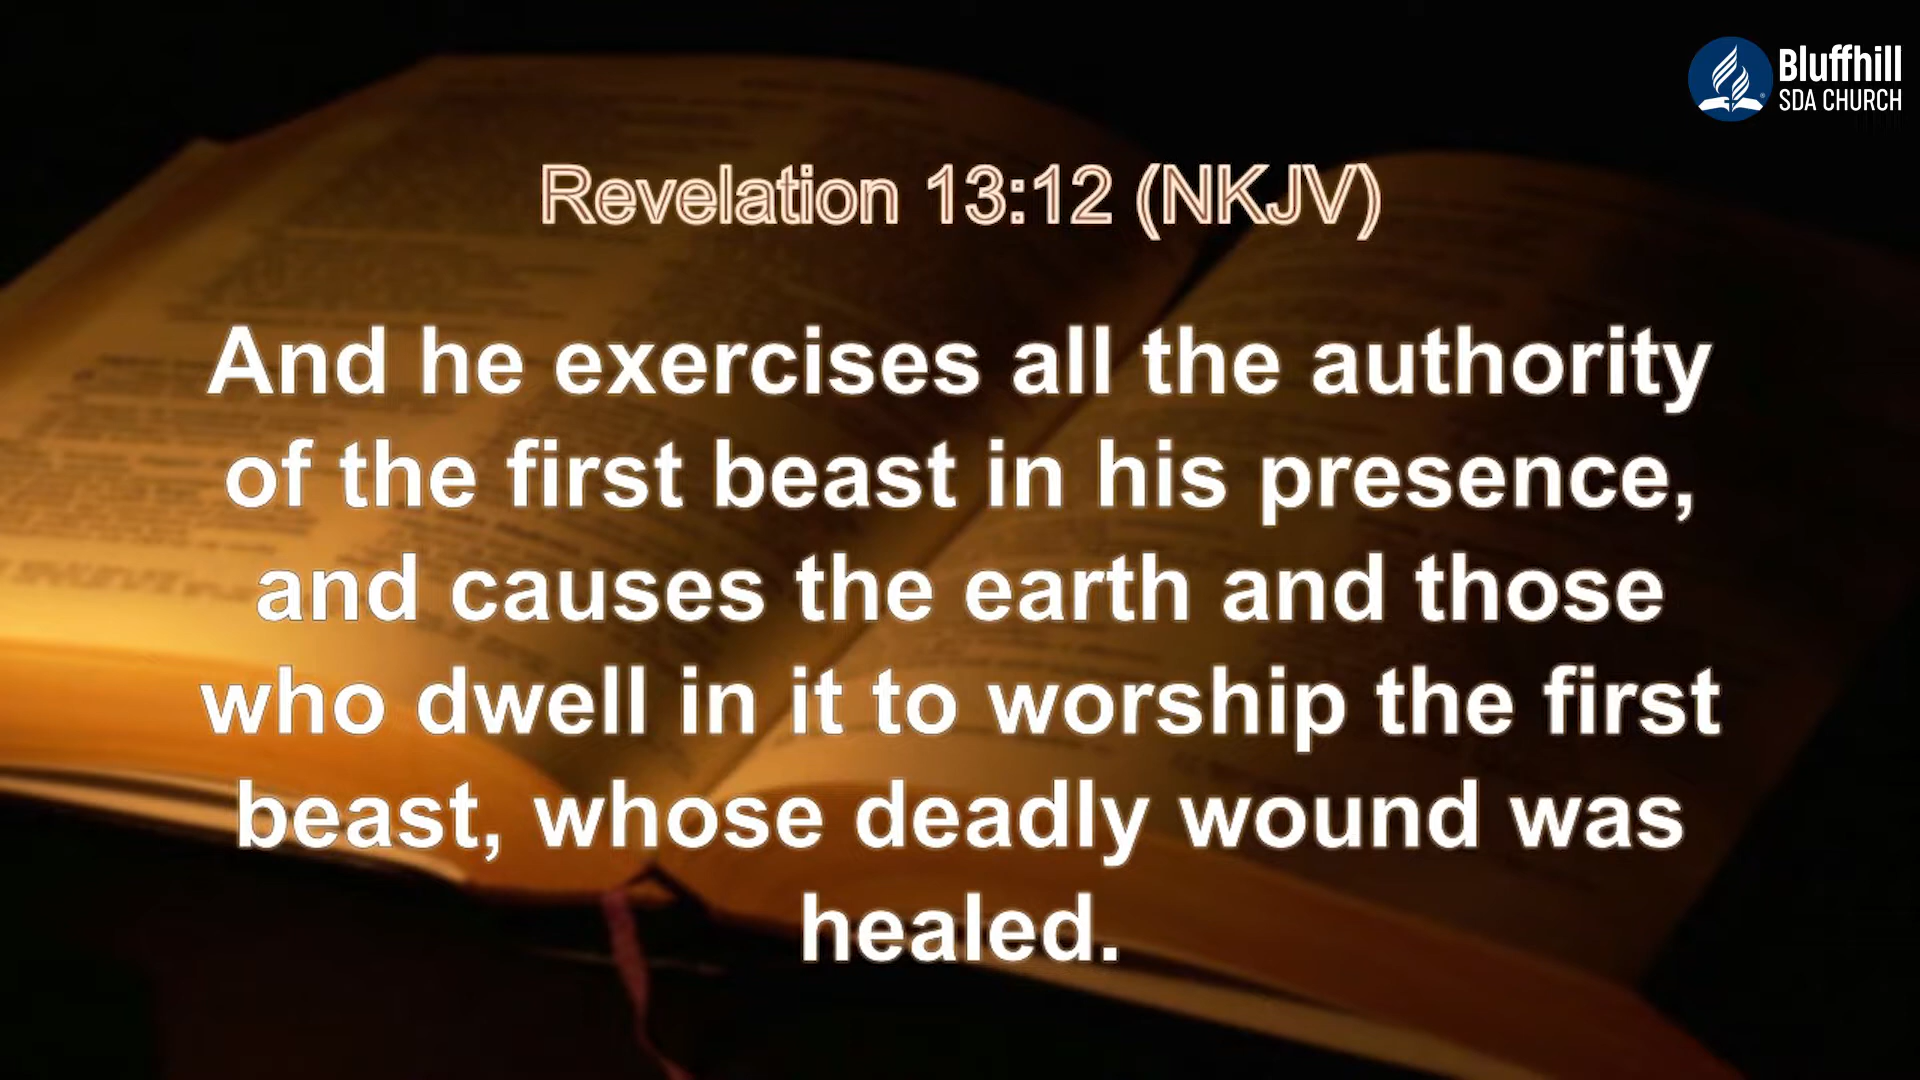 Bluffhill
SDA CHURCH
Revelation 13:12 (NKJV)
And he exercises all the authority
of the first beast in his presence,
and causes the earth and those
who dwell in it to worship the first
beast, whose deadly wound was
healed.